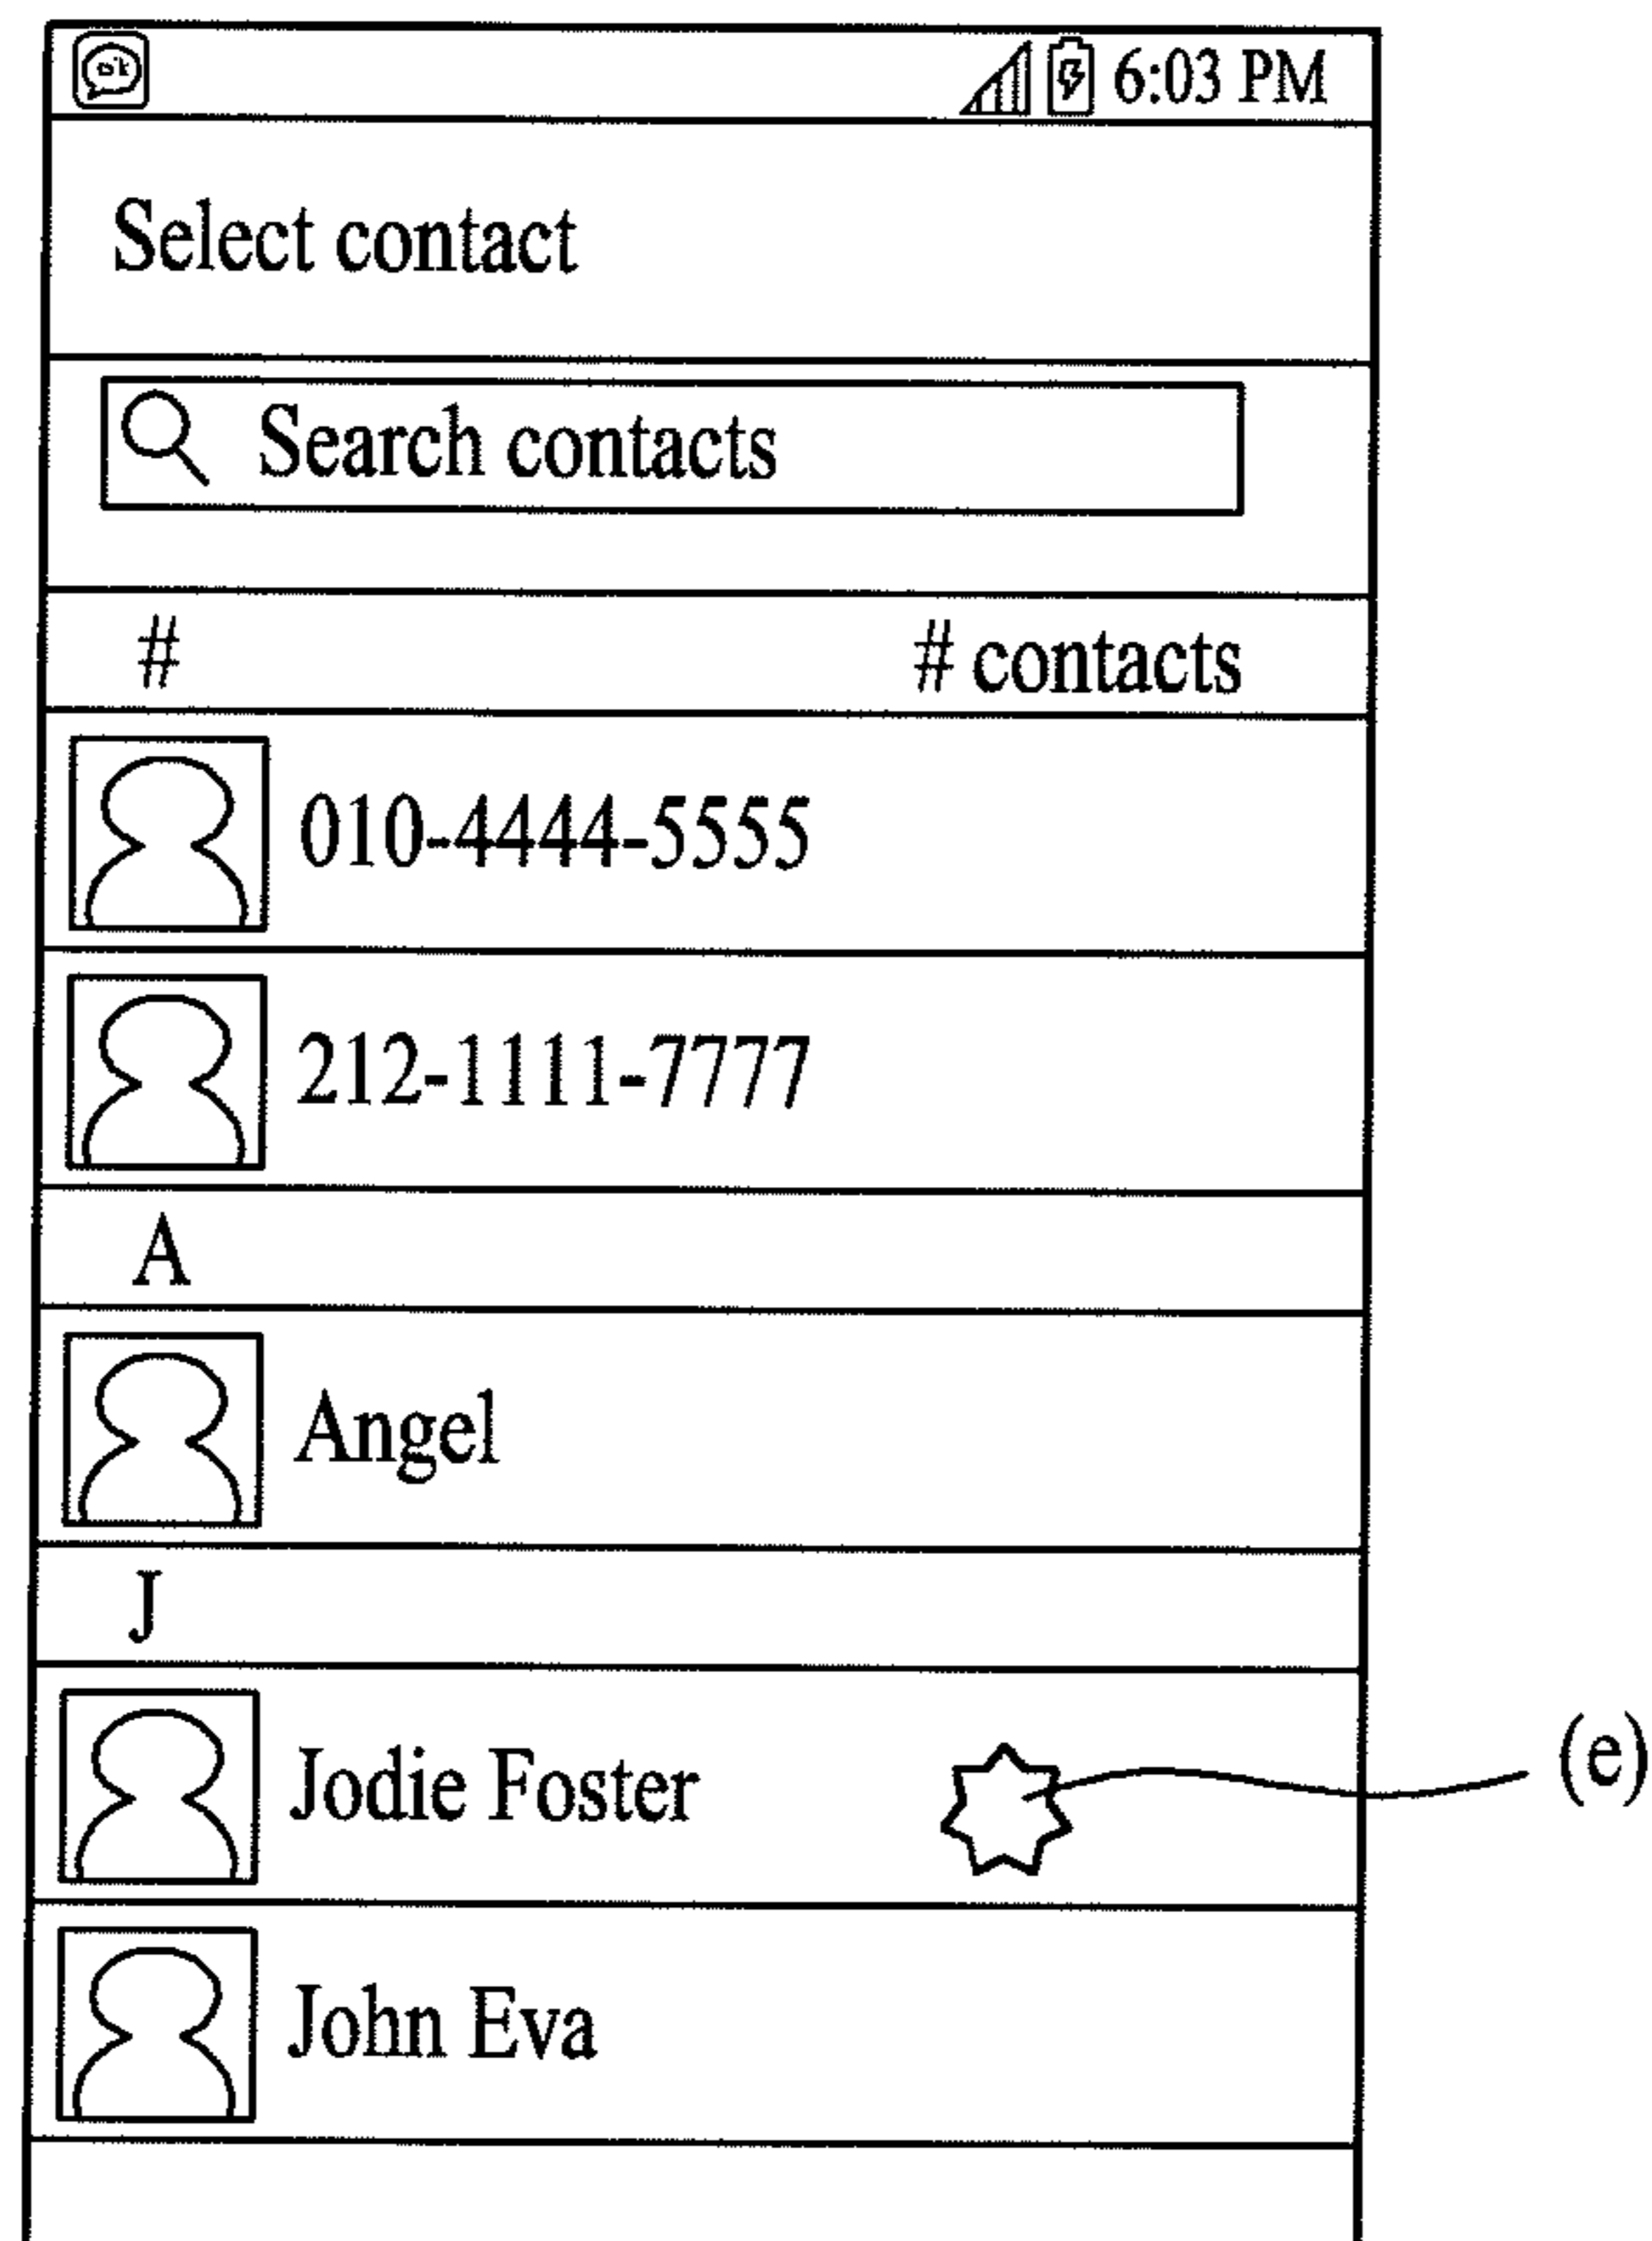 6:03 PM
Select contact
Search contacts
# # contacts
010-4444-5555
212-1111-7777
A
Angel
J
Jodie Foster
(e)
John Eva